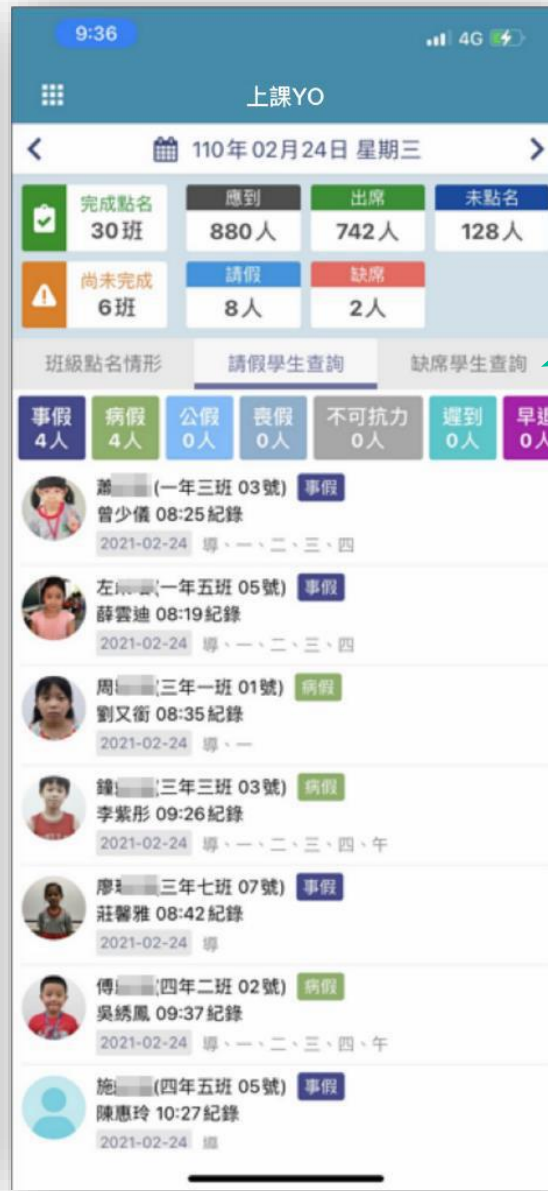 9:36
4G
上課YO
110年02月24日 星期三
完成點名
30班
應到
880人
出席
742人
未點名
128人
尚未完成
6班
請假
8人
缺席
2人
班級點名情形 請假學生查詢 缺席學生查詢
事假
4人
病假
4人
公假
0人
喪假
0人
不可抗力
0人
遲到
0人
早退
0人
蕭 (一年三班 03號) 事假
曾少儀 08:25紀錄
2021-02-24 導、一、二、三、四
左 (一年五班 05號) 事假
薛雲迪 08:19紀錄
2021-02-24 導、一、二、三、四
周 (三年一班 01號) 病假
劉又衙 08:35紀錄
2021-02-24 導、一
鐘 (三年三班 03號) 病假
李紫彤 09:26紀錄
2021-02-24 導、一、二、三、四、午
廖 (三年七班 07號) 事假
莊馨雅 08:42紀錄
2021-02-24 導
傅 (四年二班 02號) 病假
吳綉鳳 09:37紀錄
2021-02-24 導、一、二、三、四、午
施 (四年五班 05號) 事假
陳惠玲 10:27紀錄
2021-02-24 導